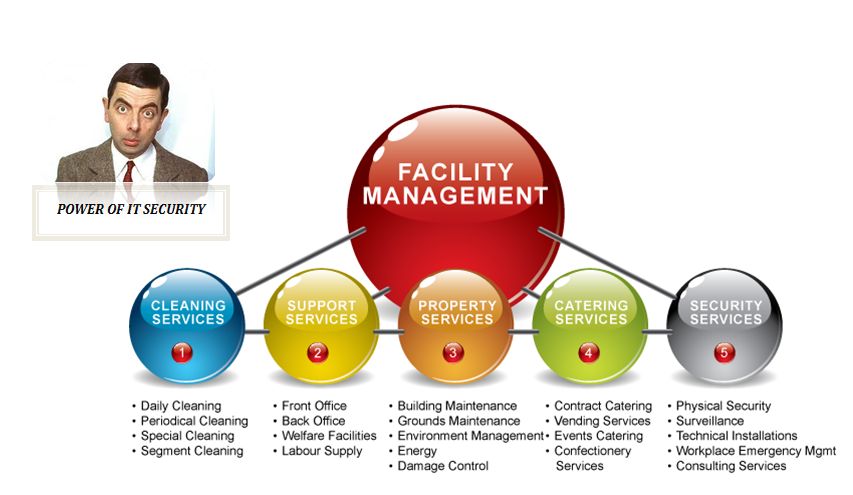 POWER OF IT SECURITY
FACILITY
MANAGEMENT
CLEANING
SERVICES
1
SUPPORT
SERVICES
2
PROPERTY
SERVICES
3
CATERING
SERVICES
4
SECURITY
SERVICES
5
• Daily Cleaning
• Periodical Cleaning
• Special Cleaning
• Segment Cleaning
• Front Office
• Back Office
• Welfare Facilities
• Labour Supply
• Building Maintenance
• Grounds Maintenance
• Environment Management
• Energy
• Damage Control
• Contract Catering
• Vending Services
• Events Catering
• Confectionery
Services
• Physical Security
• Surveillance
• Technical Installations
• Workplace Emergency Mgmt
• Consulting Services